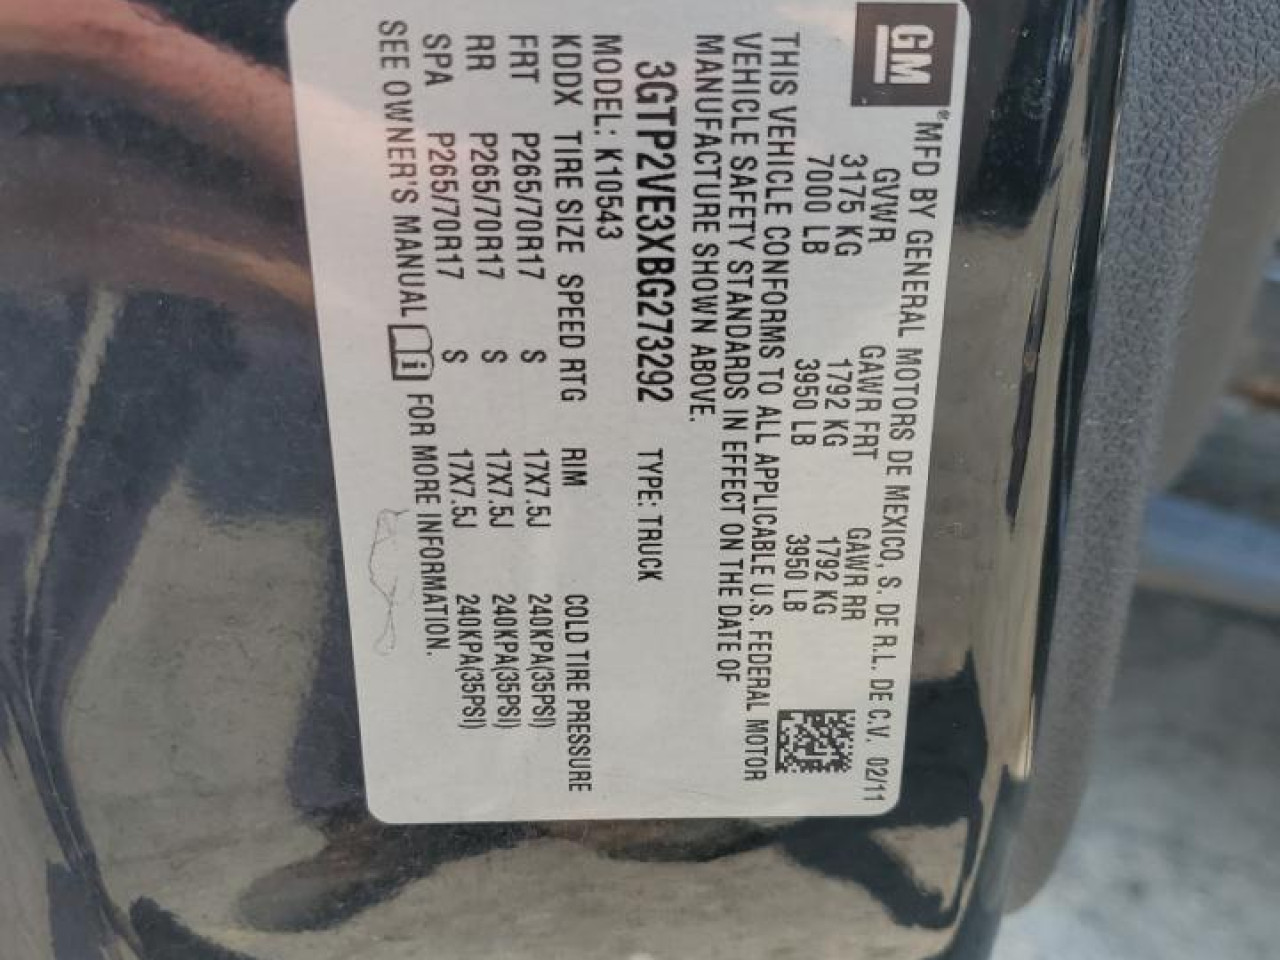 GM
®MFD BY GENERAL MOTORS DE MEXICO, S. DE R.L. DE C.V. 02/11
GVWR GAWR FRT GAWR RR
3175 KG 1792 KG 1792 KG
7000 LB 3950 LB 3950 LB
THIS VEHICLE CONFORMS TO ALL APPLICABLE U.S. FEDERAL MOTOR
VEHICLE SAFETY STANDARDS IN EFFECT ON THE DATE OF
MANUFACTURE SHOWN ABOVE.
3GTP2VE3XBG273292 TYPE: TRUCK
MODEL: K10543
KDDX TIRE SIZE SPEED RTG RIM COLD TIRE PRESSURE
FRT P265/70R17 S 17X7.5J 240KPA(35PSI)
RR P265/70R17 S 17X7.5J 240KPA(35PSI)
SPA P265/70R17 S 17X7.5J 240KPA(35PSI)
SEE OWNER'S MANUAL i FOR MORE INFORMATION.